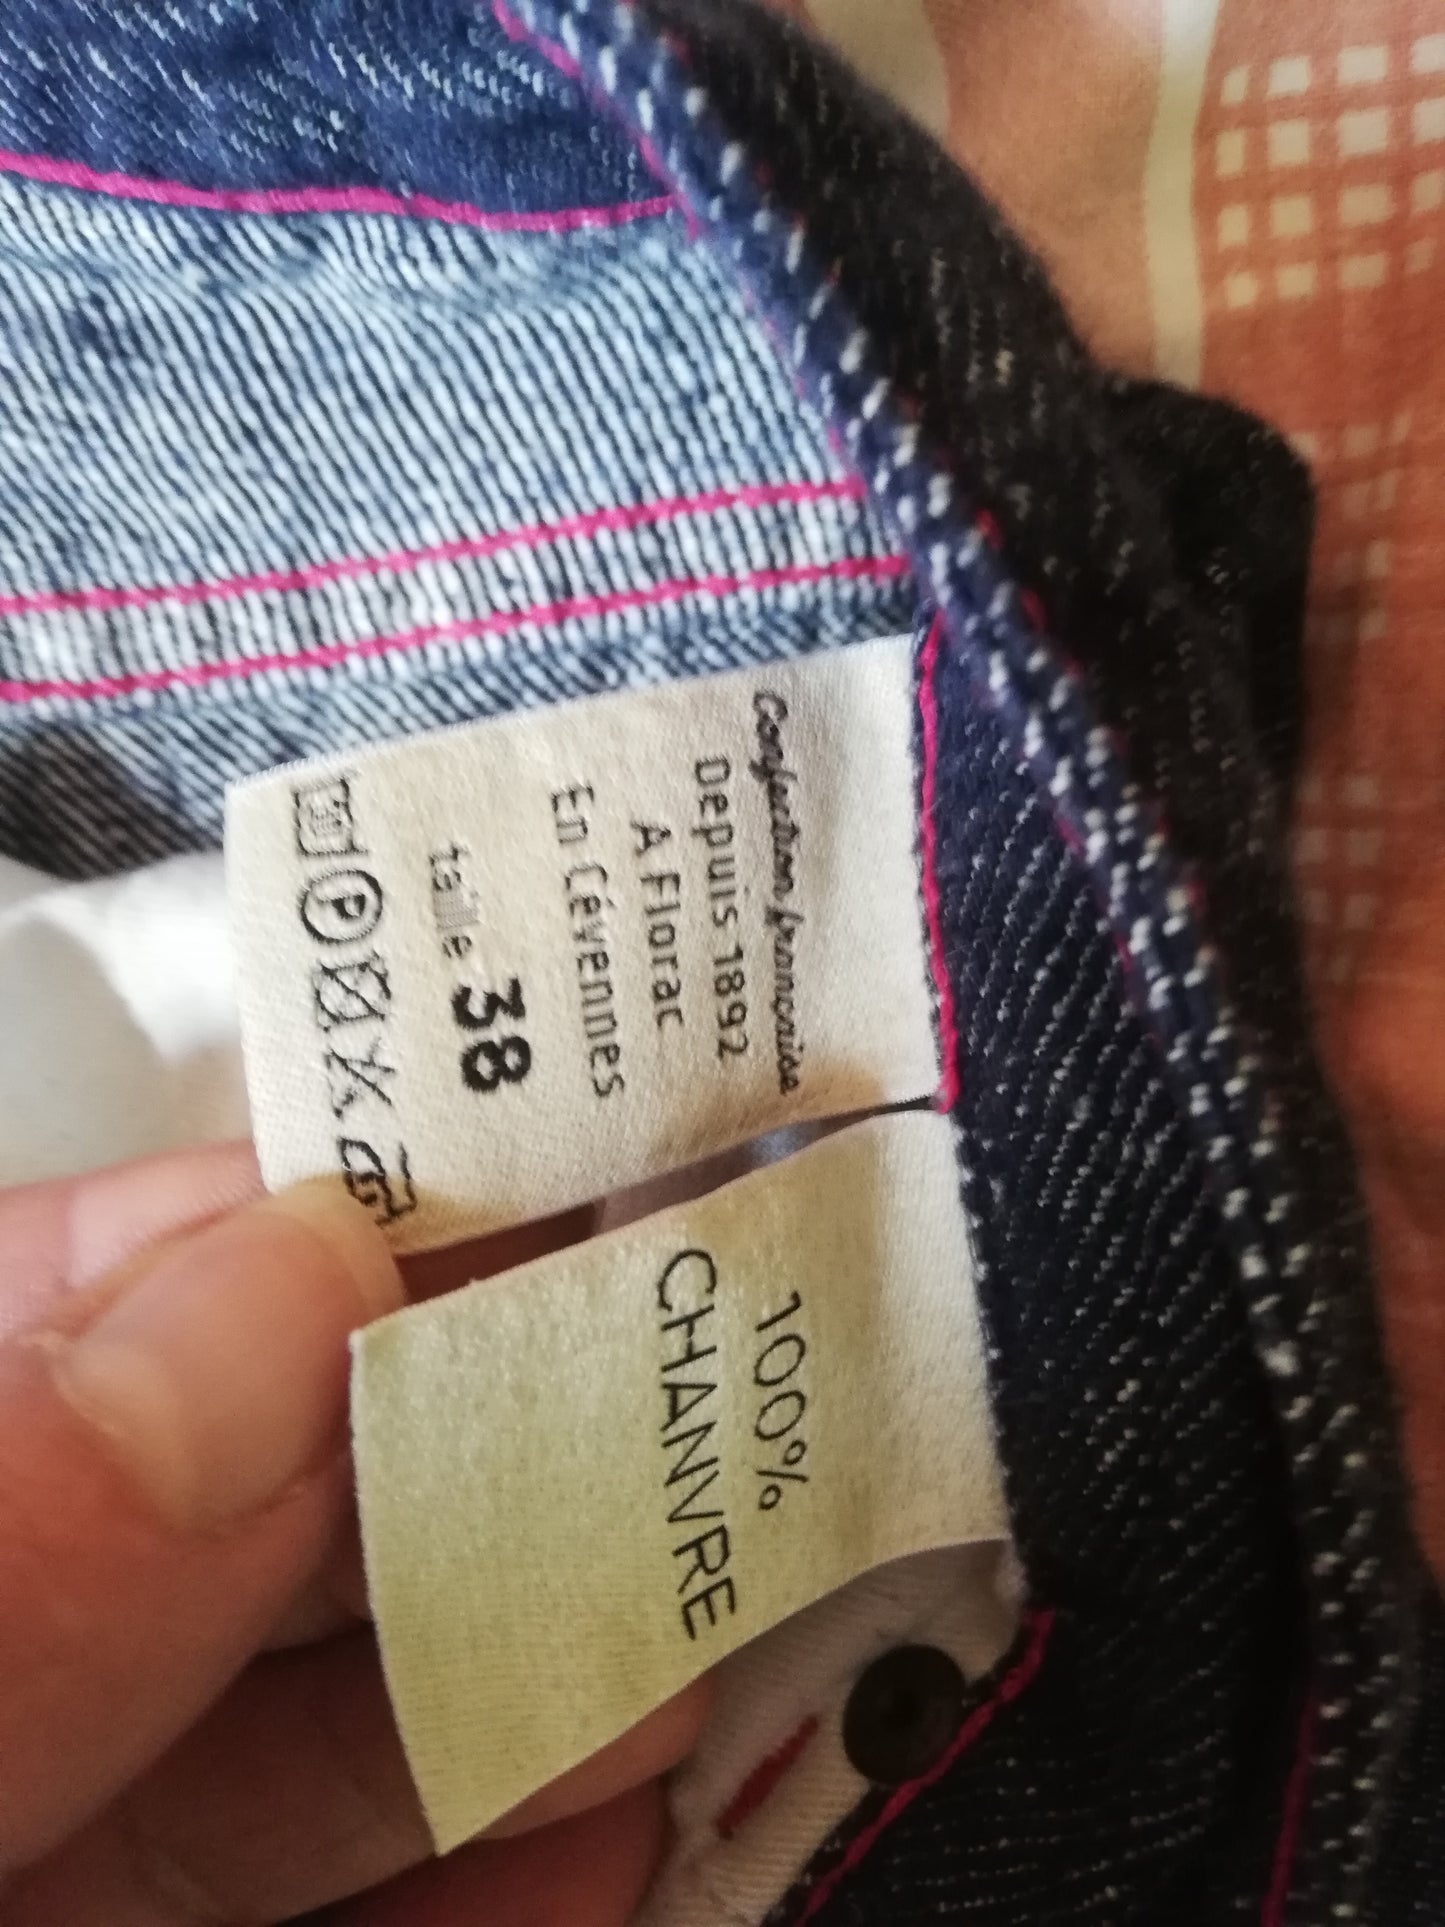 Confection française
Depuis 1892
A Florac
En Cévennes
taille 38
P
100%
CHANVRE